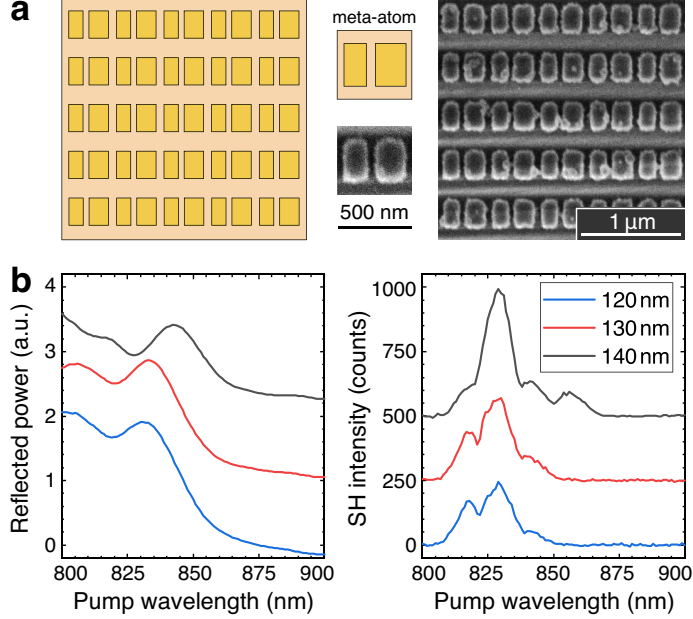 a
meta-atom
500 nm
1 µm
b
4
3
2
1
0
Reflected power (a.u.)
800 825 850 875 900
Pump wavelength (nm)
1000
750
500
250
0
SH intensity (counts)
120 nm
130 nm
140 nm
800 825 850 875 900
Pump wavelength (nm)